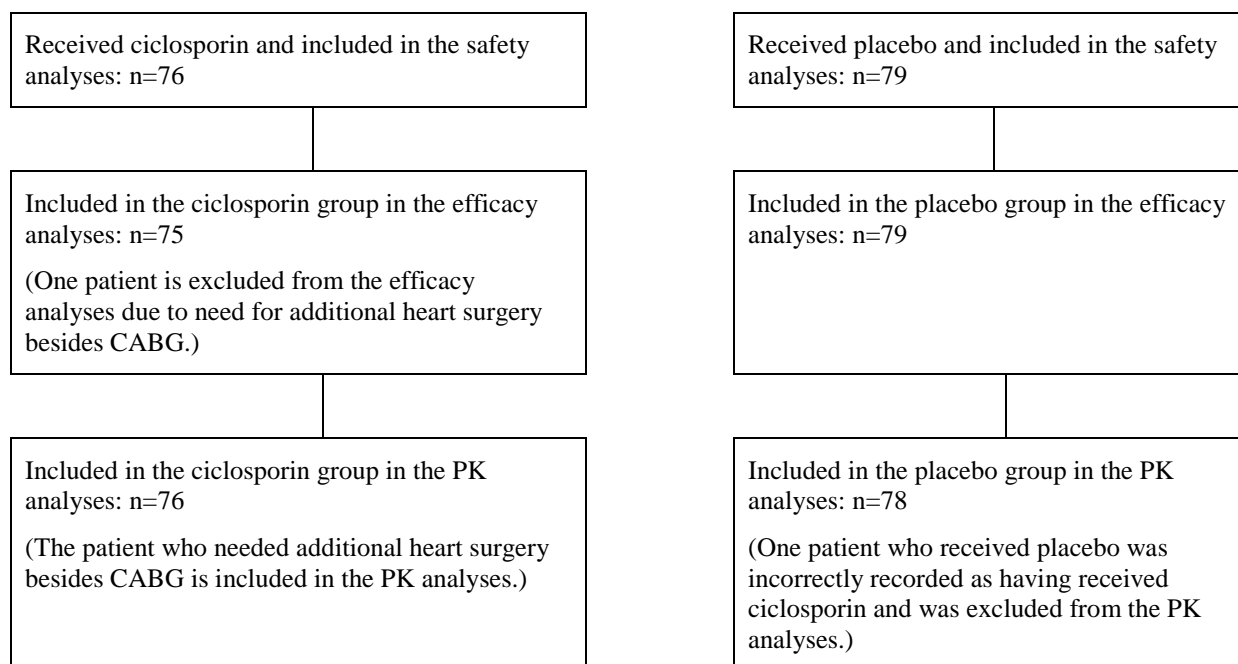 Received ciclosporin and included in the safety
analyses: n=76
Received placebo and included in the safety
analyses: n=79
Included in the ciclosporin group in the efficacy
analyses: n=75
(One patient is excluded from the efficacy
analyses due to need for additional heart surgery
besides CABG.)
Included in the placebo group in the efficacy
analyses: n=79
Included in the ciclosporin group in the PK
analyses: n=76
(The patient who needed additional heart surgery
besides CABG is included in the PK analyses.)
Included in the placebo group in the PK
analyses: n=78
(One patient who received placebo was
incorrectly recorded as having received
ciclosporin and was excluded from the PK
analyses.)